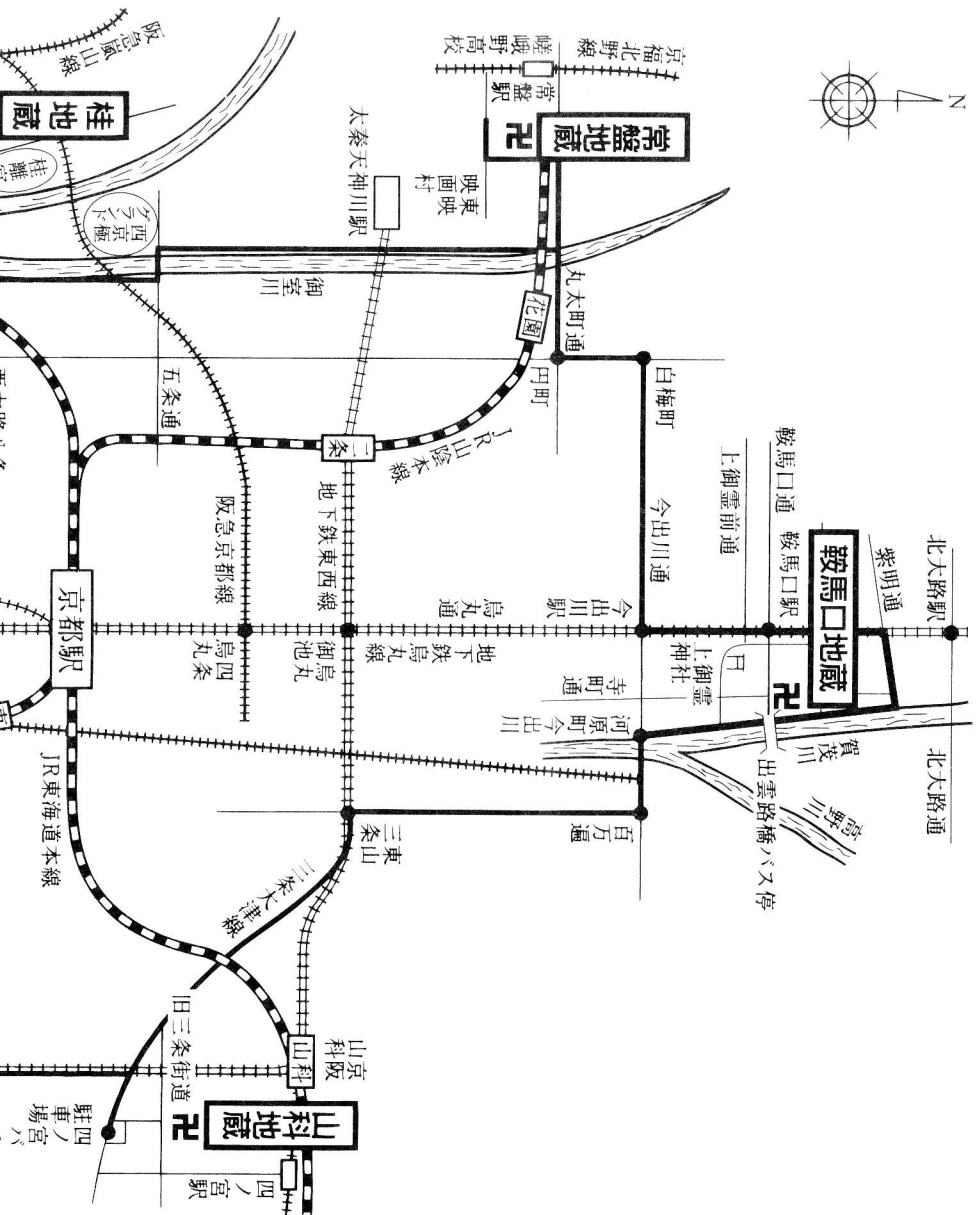 N
京福北野線
常盤駅
嵯峨野高校
常盤地蔵
卍
東映映画村
太秦天神川駅
阪急嵐山線
桂地蔵
桂離宮
西京極グランド
御室川
花園
丸太町通
円町
白梅町
五条通
二条
JR山陰本線
今出川通
鞍馬口通
上御霊前通
鞍馬口駅
鞍馬口地蔵
紫明通
北大路駅
北大路通
地下鉄東西線
阪急京都線
烏丸通
今出川駅
地下鉄烏丸線
烏丸御池
四条烏丸
京都駅
上御霊神社
寺町通
河原町今出川
卍
賀茂川
出雲路橋バス停
高野川
百万遍
東山三条
三条大津線
JR東海道本線
旧三条街道
山科
京阪山科
山科地蔵
卍
四ノ宮駅
駐車場